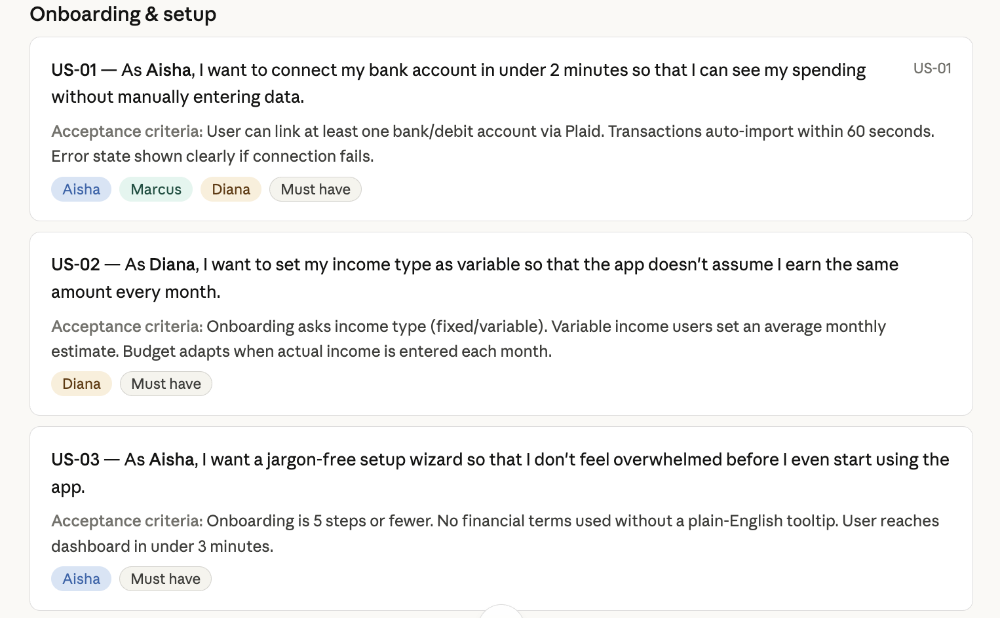 Onboarding & setup
US-01 — As Aisha, I want to connect my bank account in under 2 minutes so that I can see my spending
US-01
without manually entering data.
Acceptance criteria: User can link at least one bank/debit account via Plaid. Transactions auto-import within 60 seconds.
Error state shown clearly if connection fails.
Aisha Marcus Diana Must have
US-02 — As Diana, I want to set my income type as variable so that the app doesn't assume I earn the same
amount every month.
Acceptance criteria: Onboarding asks income type (fixed/variable). Variable income users set an average monthly
estimate. Budget adapts when actual income is entered each month.
Diana Must have
US-03 — As Aisha, I want a jargon-free setup wizard so that I don't feel overwhelmed before I even start using the
app.
Acceptance criteria: Onboarding is 5 steps or fewer. No financial terms used without a plain-English tooltip. User reaches
dashboard in under 3 minutes.
Aisha Must have